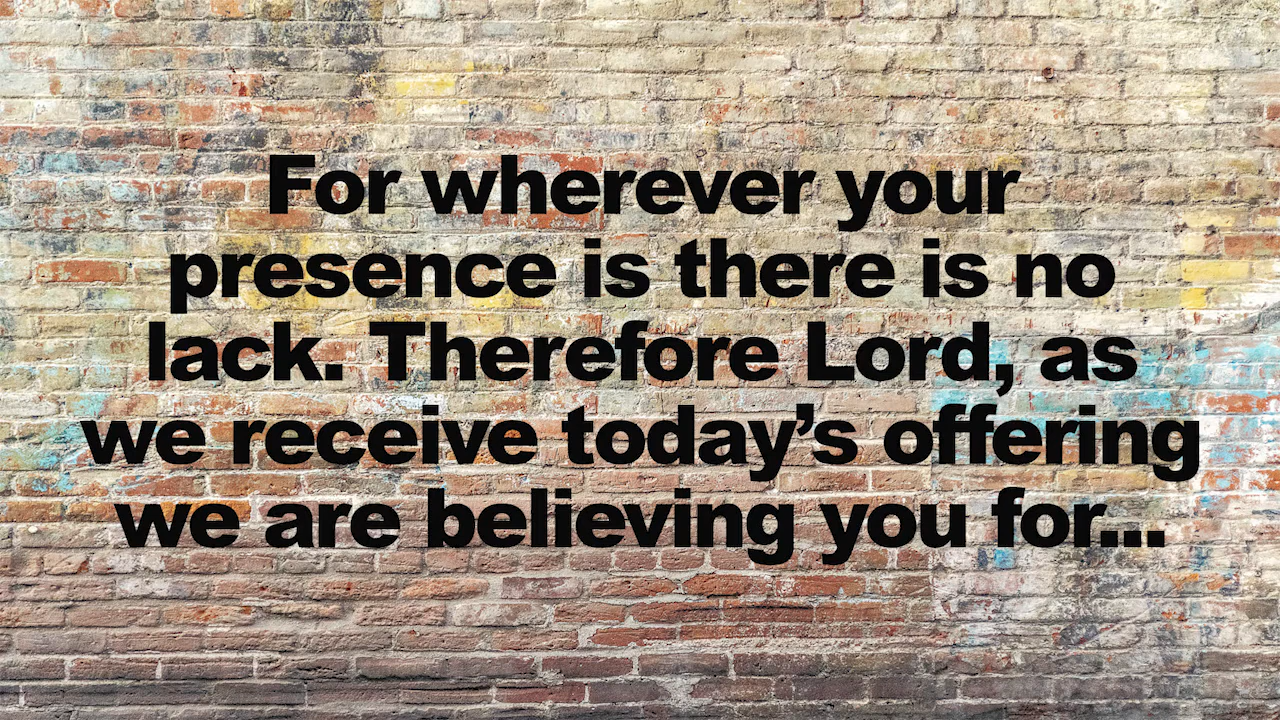 For wherever your
presence is there is no
lack. Therefore Lord, as
we receive today’s offering
we are believing you for...